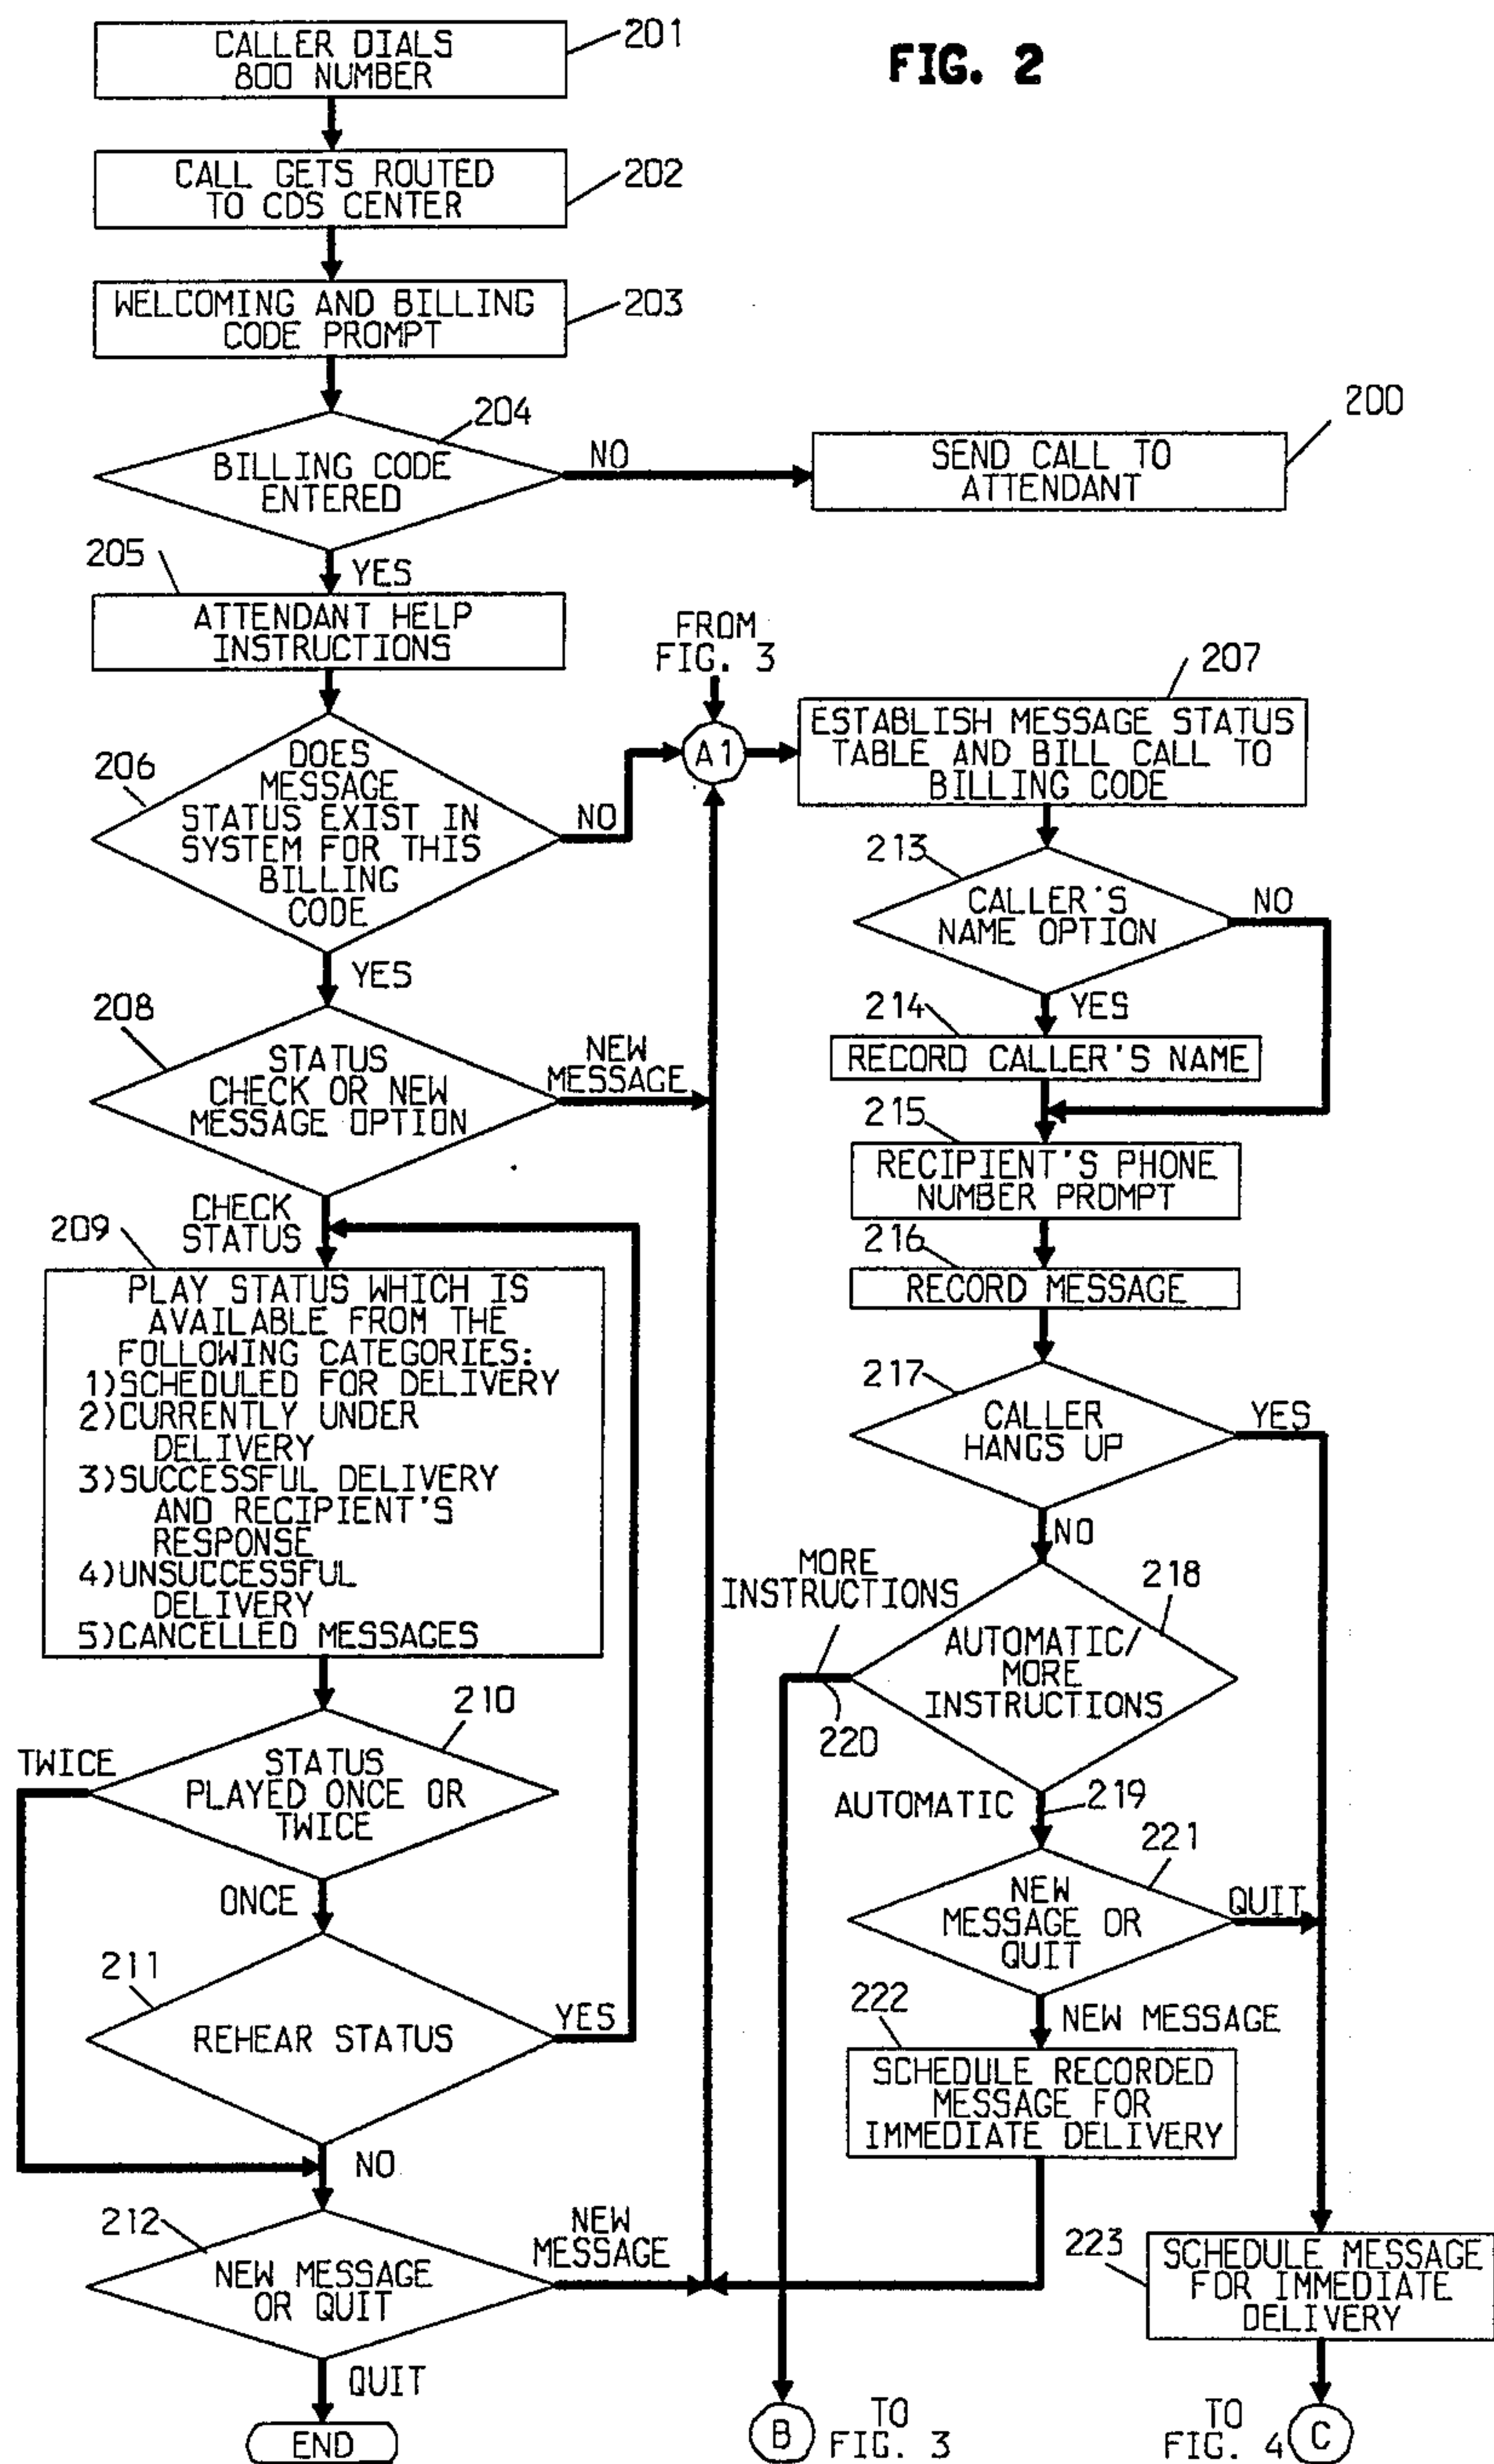 FIG. 2
CALLER DIALS
800 NUMBER
201
CALL GETS ROUTED
TO CDS CENTER
202
WELCOMING AND BILLING
CODE PROMPT
203
204
BILLING CODE
ENTERED
NO
SEND CALL TO
ATTENDANT
200
YES
205
ATTENDANT HELP
INSTRUCTIONS
206
DOES
MESSAGE
STATUS EXIST IN
SYSTEM FOR THIS
BILLING
CODE
NO
YES
FROM
FIG. 3
A1
208
STATUS
CHECK OR NEW
MESSAGE OPTION
NEW
MESSAGE
CHECK
STATUS
209
PLAY STATUS WHICH IS
AVAILABLE FROM THE
FOLLOWING CATEGORIES:
1)SCHEDULED FOR DELIVERY
2)CURRENTLY UNDER
DELIVERY
3)SUCCESSFUL DELIVERY
AND RECIPIENT'S
RESPONSE
4)UNSUCCESSFUL
DELIVERY
5)CANCELLED MESSAGES
210
TWICE
STATUS
PLAYED ONCE OR
TWICE
ONCE
211
REHEAR STATUS
YES
NO
212
NEW MESSAGE
OR QUIT
NEW
MESSAGE
QUIT
END
207
ESTABLISH MESSAGE STATUS
TABLE AND BILL CALL TO
BILLING CODE
213
CALLER'S
NAME OPTION
NO
YES
214
RECORD CALLER'S NAME
215
RECIPIENT'S PHONE
NUMBER PROMPT
216
RECORD MESSAGE
217
CALLER
HANGS UP
YES
NO
MORE
INSTRUCTIONS
218
AUTOMATIC/
MORE
INSTRUCTIONS
220
AUTOMATIC
219
221
NEW
MESSAGE OR
QUIT
QUIT
222
NEW MESSAGE
SCHEDULE RECORDED
MESSAGE FOR
IMMEDIATE DELIVERY
223
SCHEDULE MESSAGE
FOR IMMEDIATE
DELIVERY
B
TO
FIG. 3
TO
FIG. 4
C